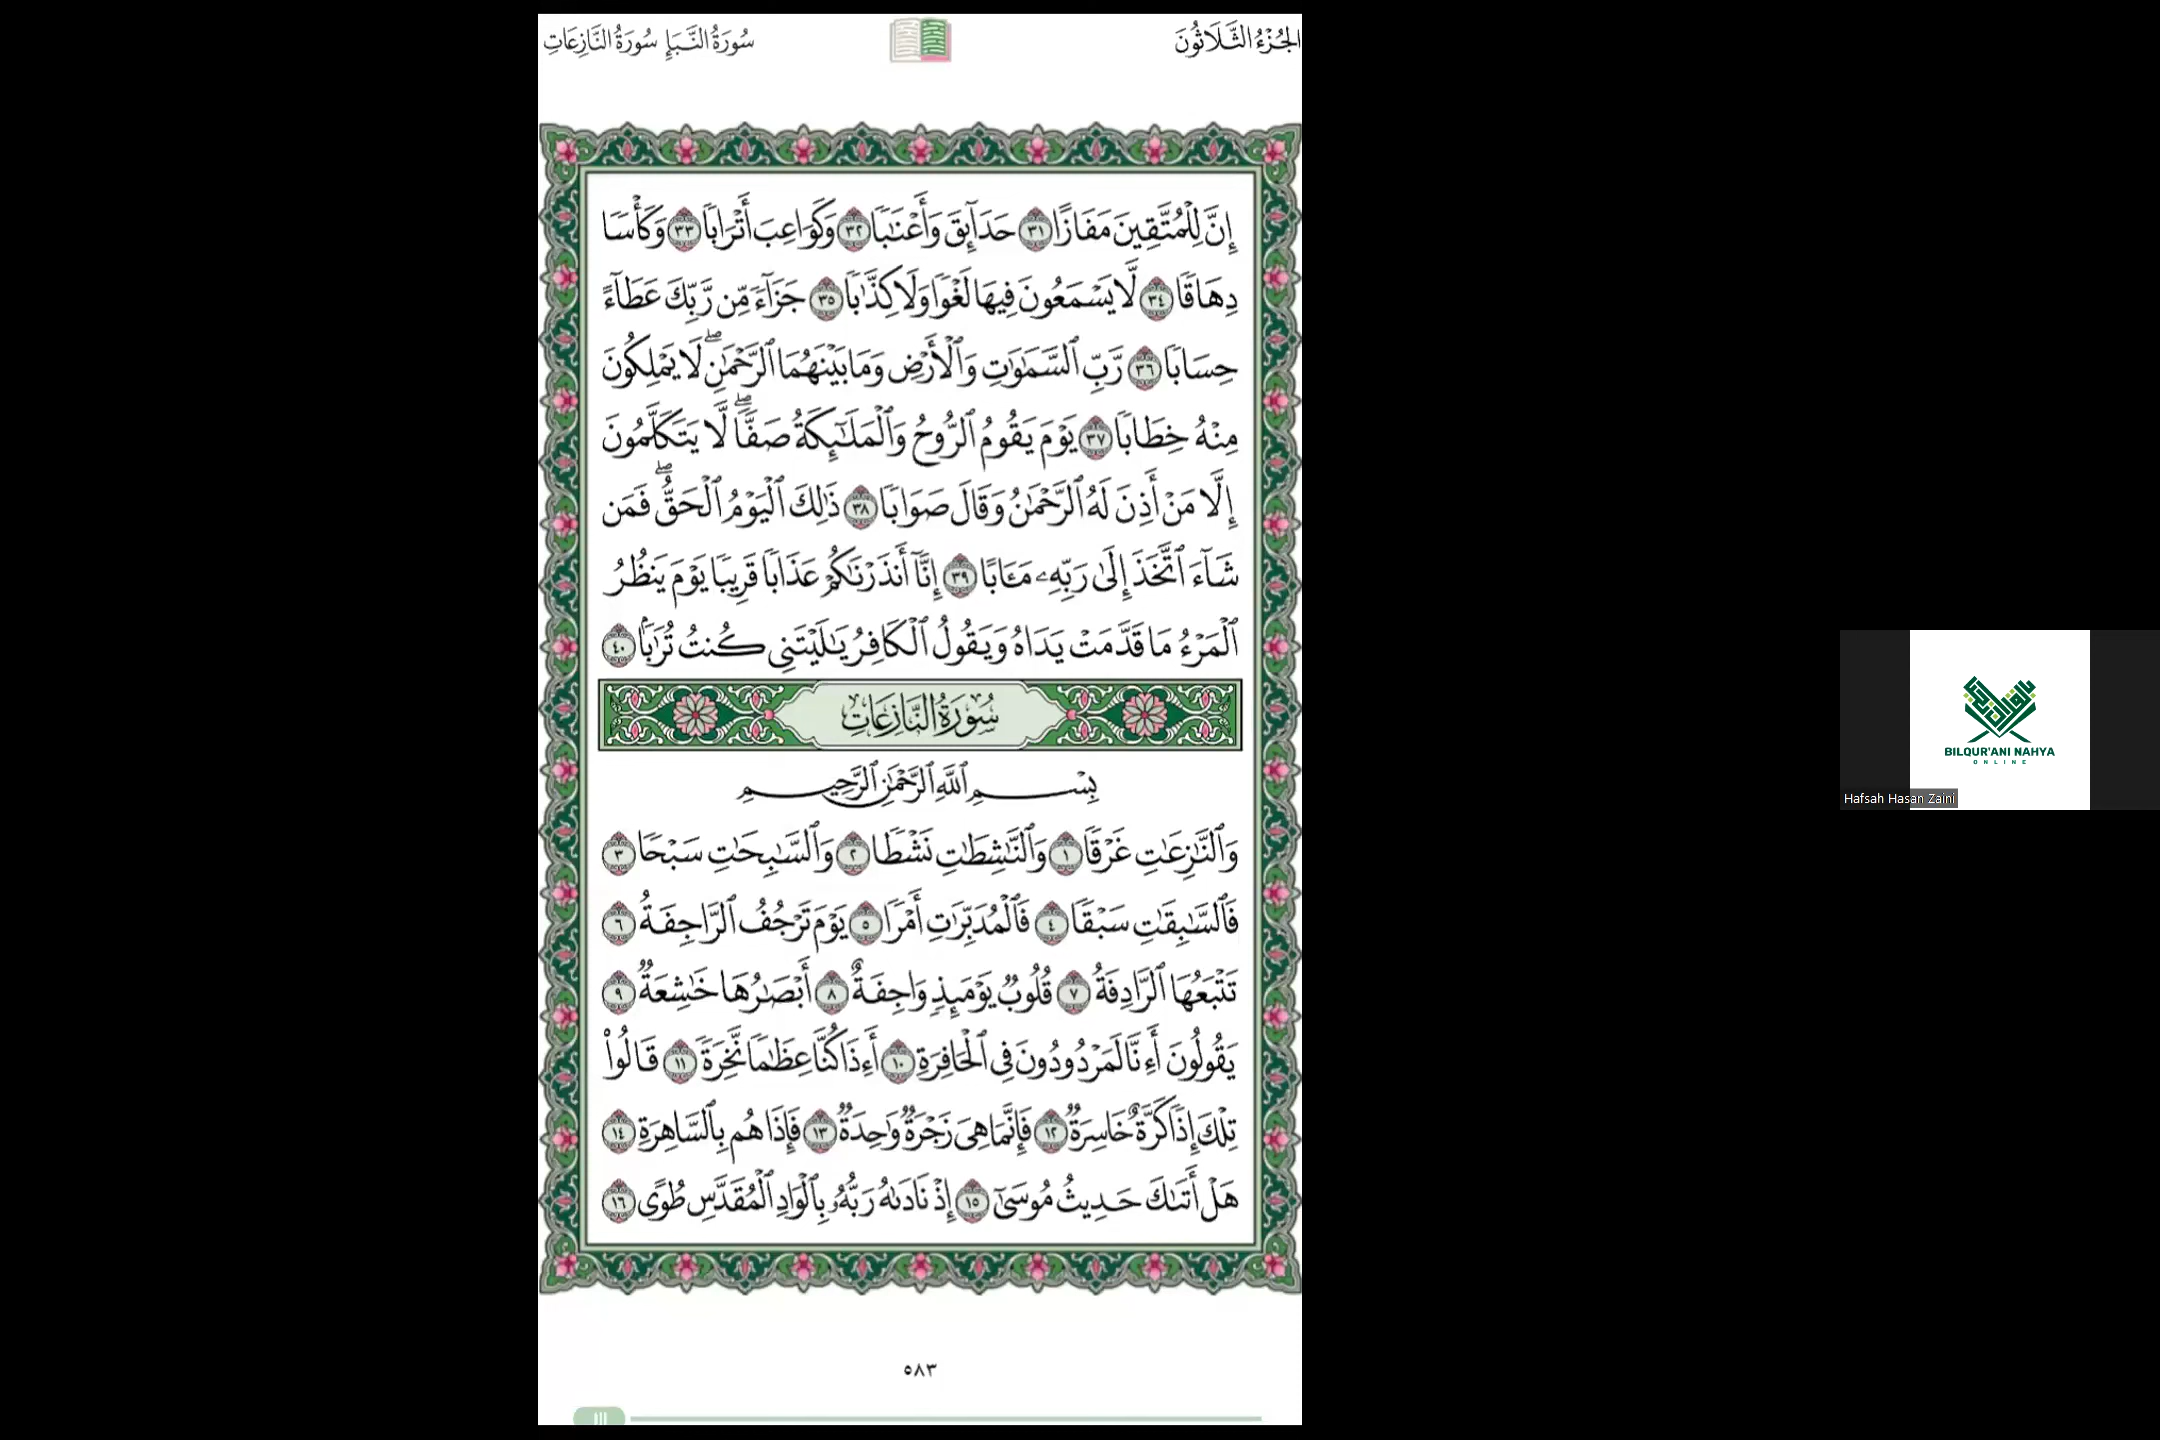 الجُزْءُ الثَّلَاثُونَ
سُورَةُ النَّبَإِ سُورَةُ النَّازِعَاتِ
إِنَّ لِلْمُتَّقِينَ مَفَازًا ٣١ حَدَآئِقَ وَأَعْنَٰبًا ٣٢ وَكَوَاعِبَ أَتْرَابًا ٣٣ وَكَأْسًا
دِهَاقًا ٣٤ لَّا يَسْمَعُونَ فِيهَا لَغْوًا وَلَا كِذَّٰبًا ٣٥ جَزَآءً مِّن رَّبِّكَ عَطَآءً
حِسَابًا ٣٦ رَّبِّ ٱلسَّمَٰوَٰتِ وَٱلْأَرْضِ وَمَا بَيْنَهُمَا ٱلرَّحْمَٰنِۖ لَا يَمْلِكُونَ
مِنْهُ خِطَابًا ٣٧ يَوْمَ يَقُومُ ٱلرُّوحُ وَٱلْمَلَٰٓئِكَةُ صَفًّاۖ لَّا يَتَكَلَّمُونَ
إِلَّا مَنْ أَذِنَ لَهُ ٱلرَّحْمَٰنُ وَقَالَ صَوَابًا ٣٨ ذَٰلِكَ ٱلْيَوْمُ ٱلْحَقُّۖ فَمَن
شَآءَ ٱتَّخَذَ إِلَىٰ رَبِّهِۦ مَـَٔابًا ٣٩ إِنَّآ أَنذَرْنَٰكُمْ عَذَابًا قَرِيبًا يَوْمَ يَنظُرُ
ٱلْمَرْءُ مَا قَدَّمَتْ يَدَاهُ وَيَقُولُ ٱلْكَافِرُ يَٰلَيْتَنِى كُنتُ تُرَٰبًۢا ٤٠
سُورَةُ النَّازِعَاتِ
بِسْمِ ٱللَّهِ ٱلرَّحْمَٰنِ ٱلرَّحِيمِ
وَٱلنَّٰزِعَٰتِ غَرْقًا ١ وَٱلنَّٰشِطَٰتِ نَشْطًا ٢ وَٱلسَّٰبِحَٰتِ سَبْحًا ٣
فَٱلسَّٰبِقَٰتِ سَبْقًا ٤ فَٱلْمُدَبِّرَٰتِ أَمْرًا ٥ يَوْمَ تَرْجُفُ ٱلرَّاجِفَةُ ٦
تَتْبَعُهَا ٱلرَّادِفَةُ ٧ قُلُوبٌ يَوْمَئِذٍ وَاجِفَةٌ ٨ أَبْصَٰرُهَا خَٰشِعَةٌ ٩
يَقُولُونَ أَءِنَّا لَمَرْدُودُونَ فِى ٱلْحَافِرَةِ ١٠ أَءِذَا كُنَّا عِظَٰمًا نَّخِرَةً ١١ قَالُوا۟
تِلْكَ إِذًا كَرَّةٌ خَاسِرَةٌ ١٢ فَإِنَّمَا هِىَ زَجْرَةٌ وَٰحِدَةٌ ١٣ فَإِذَا هُم بِٱلسَّاهِرَةِ ١٤
هَلْ أَتَىٰكَ حَدِيثُ مُوسَىٰٓ ١٥ إِذْ نَادَىٰهُ رَبُّهُۥ بِٱلْوَادِ ٱلْمُقَدَّسِ طُوًى ١٦
٥٨٣
BILQUR'ANI NAHYA
ONLINE
Hafsah Hasan Zaini